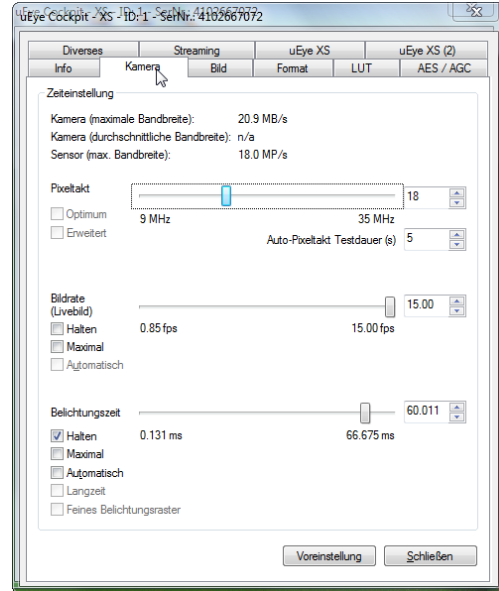 uEye Cockpit - XS - ID: 1 - SerNr.: 4102667072
Diverses Streaming uEye XS uEye XS (2)
Info Kamera Bild Format LUT AES / AGC
Zeiteinstellung
Kamera (maximale Bandbreite): 20.9 MB/s
Kamera (durchschnittliche Bandbreite): n/a
Sensor (max. Bandbreite): 18.0 MP/s
Pixeltakt 18
Optimum 9 MHz 35 MHz
Erweitert Auto-Pixeltakt Testdauer (s) 5
Bildrate
(Livebild) 15.00
Halten 0.85 fps 15.00 fps
Maximal
Automatisch
Belichtungszeit 60.011
Halten 0.131 ms 66.675 ms
Maximal
Automatisch
Langzeit
Feines Belichtungsraster
Voreinstellung Schließen